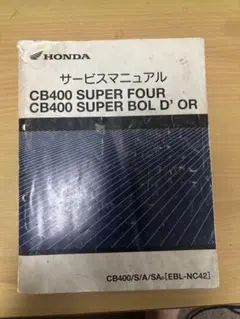 HONDA
サービスマニュアル
CB400 SUPER FOUR
CB400 SUPER BOL D' OR
CB400/S/A/SA8[EBL-NC42]